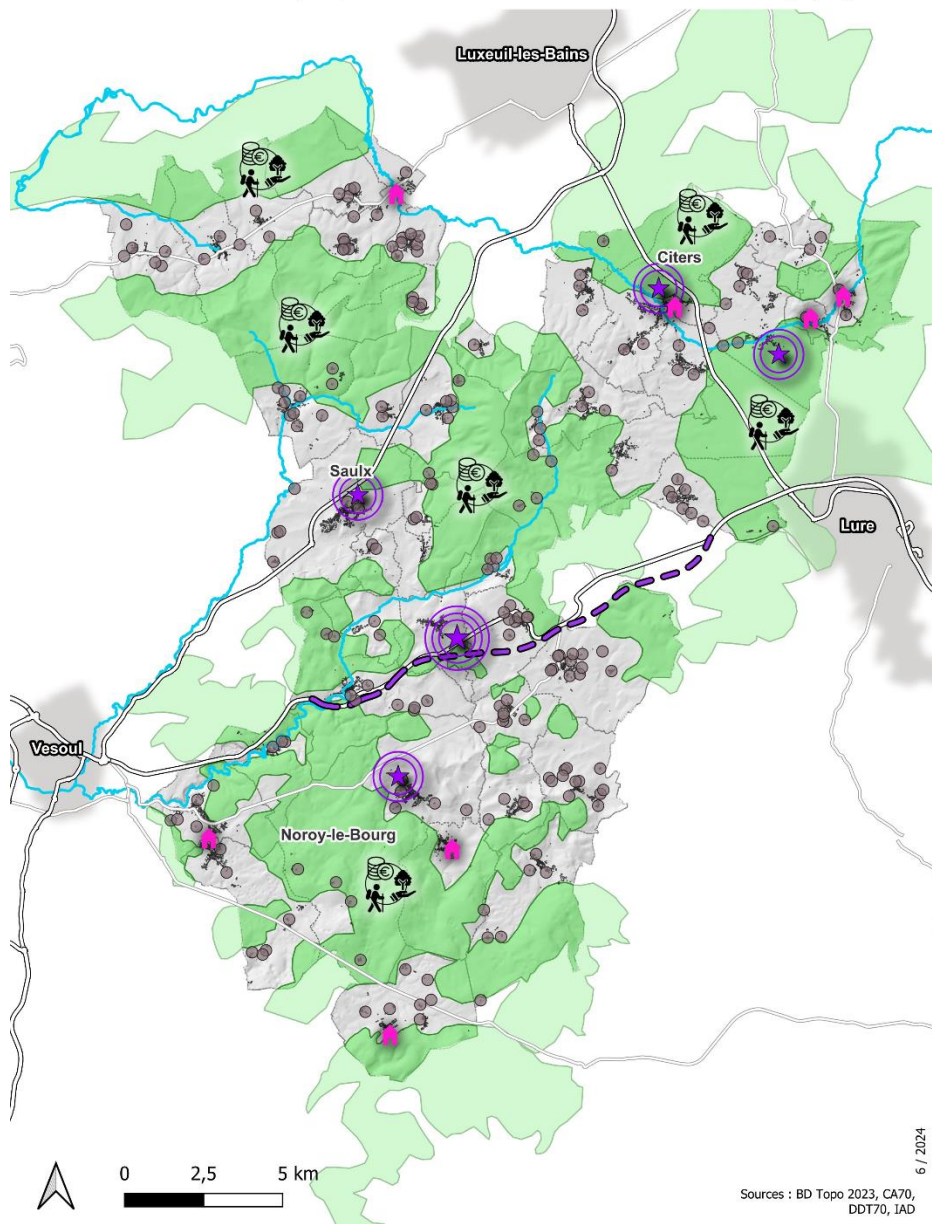 Luxeuil-les-Bains
Citers
Saulx
Lure
Vesoul
Noroy-le-Bourg
0 2,5 5 km
6 / 2024
Sources : BD Topo 2023, CA70,
DDT70, IAD